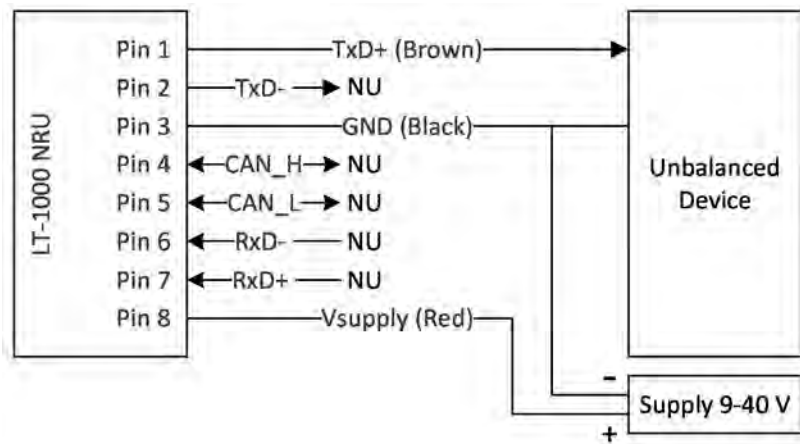 LT-1000 NRU
Pin 1 TxD+ (Brown)
Pin 2 TxD- NU
Pin 3 GND (Black)
Pin 4 CAN_H NU
Pin 5 CAN_L NU
Pin 6 RxD- NU
Pin 7 RxD+ NU
Pin 8 Vsupply (Red)
Unbalanced
Device
-
Supply 9-40 V
+